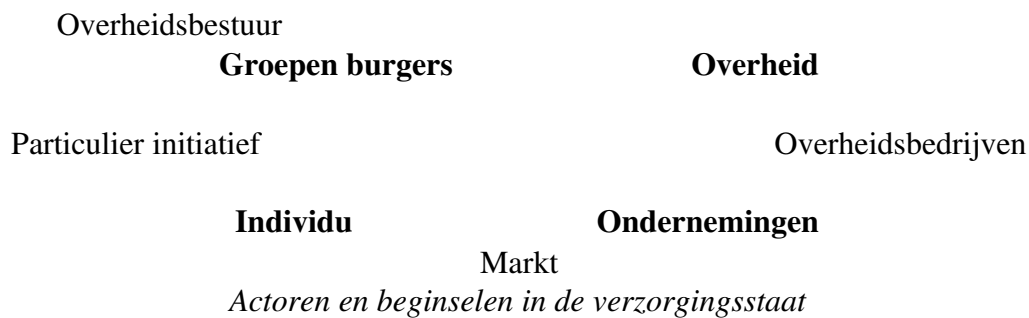 Overheidsbestuur
Groepen burgers Overheid
Particulier initiatief Overheidsbedrijven
Individu Ondernemingen
Markt
Actoren en beginselen in de verzorgingsstaat